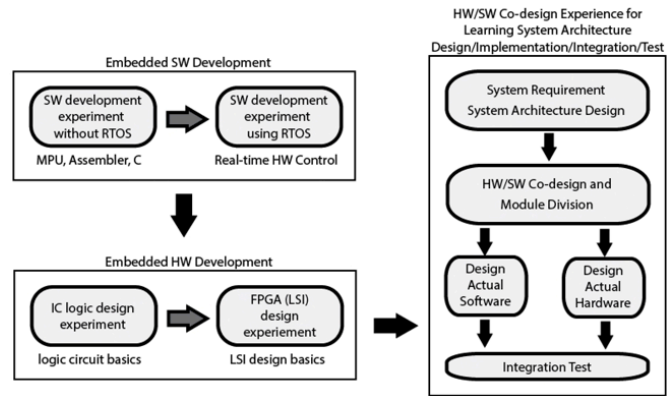 Embedded SW Development
SW development
experiment
without RTOS
SW development
experiment
using RTOS
MPU, Assembler, C
Real-time HW Control
Embedded HW Development
IC logic design
experiment
FPGA (LSI)
design
experiement
logic circuit basics
LSI design basics
HW/SW Co-design Experience for
Learning System Architecture
Design/Implementation/Integration/Test
System Requirement
System Architecture Design
HW/SW Co-design and
Module Division
Design
Actual
Software
Design
Actual
Hardware
Integration Test